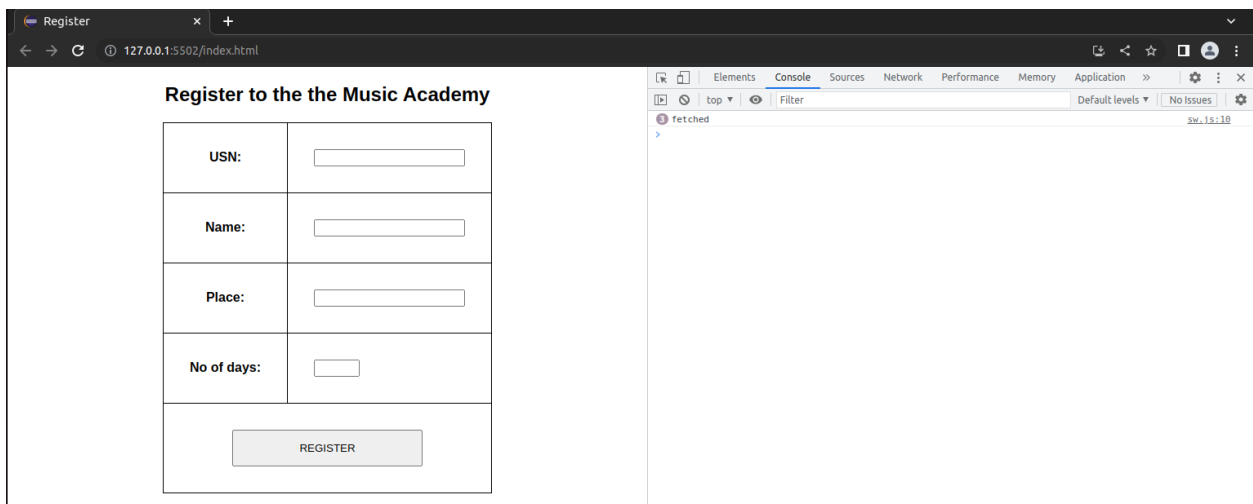 Register
127.0.0.1:5502/index.html
Elements Console Sources Network Performance Memory Application »
top ▼ Filter Default levels ▼ No Issues
3 fetched sw.js:10
>
Register to the the Music Academy
USN:
Name:
Place:
No of days:
REGISTER